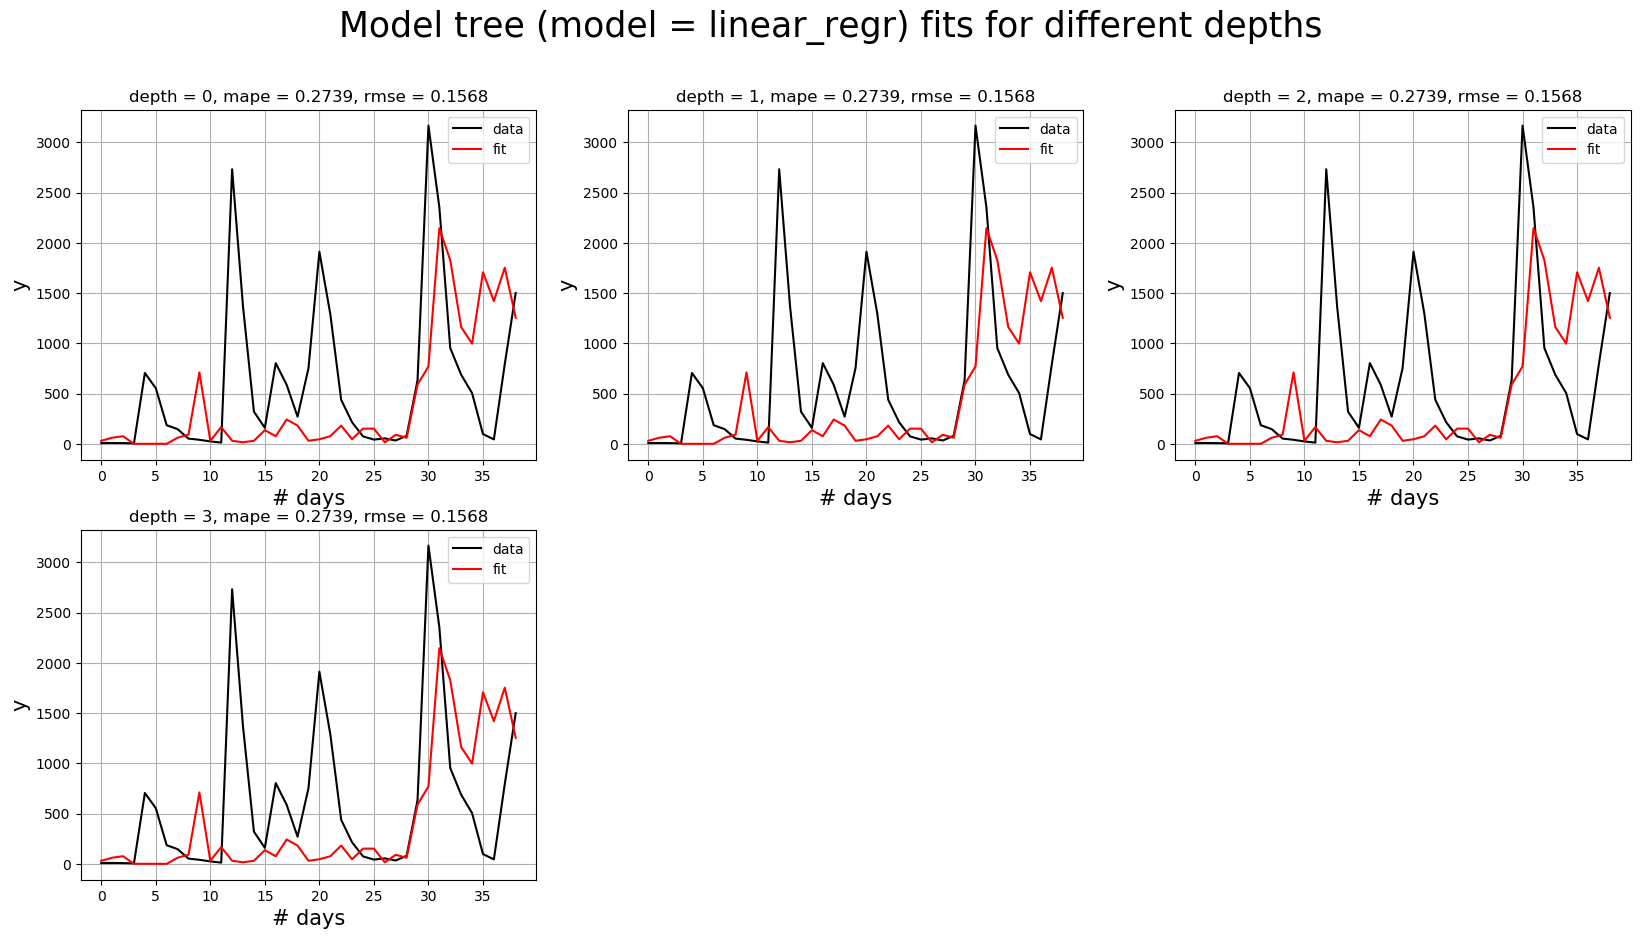 Model tree (model = linear_regr) fits for different depths
depth = 0, mape = 0.2739, rmse = 0.1568
data
fit
3000
2500
2000
1500
1000
500
0
y
0 5 10 15 20 25 30 35
# days
depth = 1, mape = 0.2739, rmse = 0.1568
data
fit
3000
2500
2000
1500
1000
500
0
y
0 5 10 15 20 25 30 35
# days
depth = 2, mape = 0.2739, rmse = 0.1568
data
fit
3000
2500
2000
1500
1000
500
0
y
0 5 10 15 20 25 30 35
# days
depth = 3, mape = 0.2739, rmse = 0.1568
data
fit
3000
2500
2000
1500
1000
500
0
y
0 5 10 15 20 25 30 35
# days